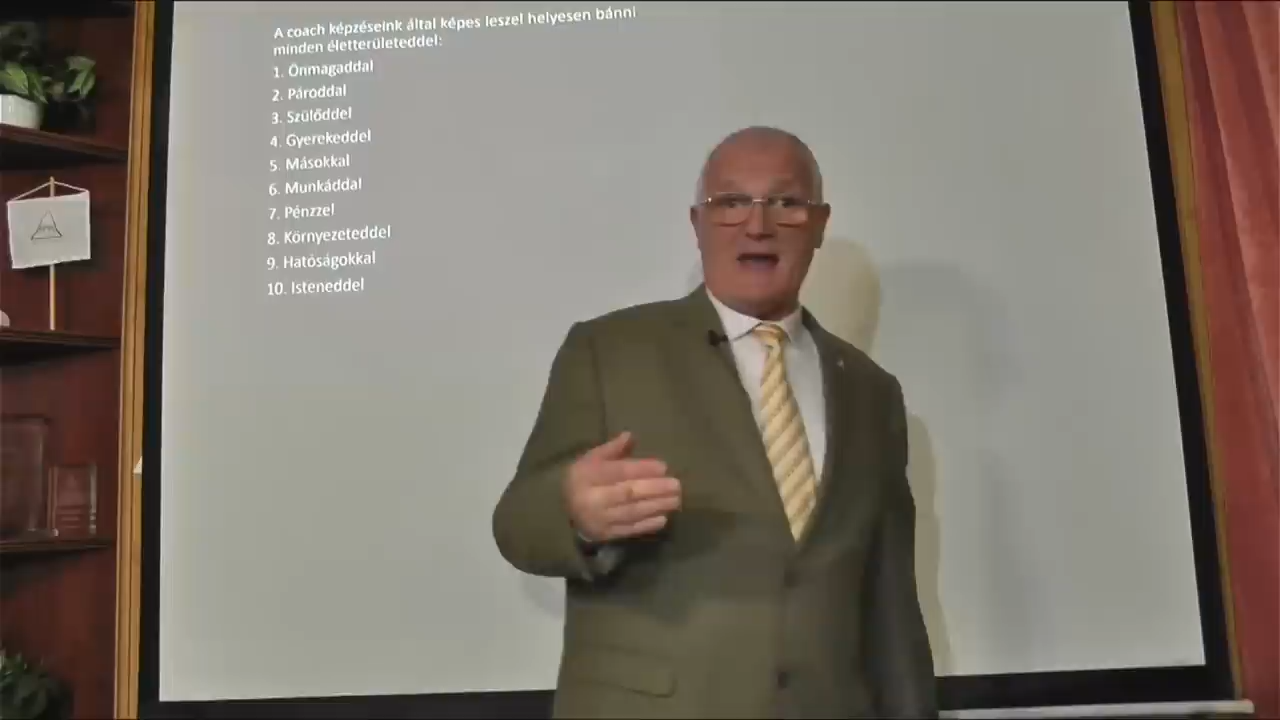 A coach képzéseink által képes leszel helyesen bánni
minden életterületeddel:
1. Önmagaddal
2. Pároddal
3. Szülőddel
4. Gyerekeddel
5. Másokkal
6. Munkáddal
7. Pénzzel
8. Környezeteddel
9. Hatóságokkal
10. Isteneddel